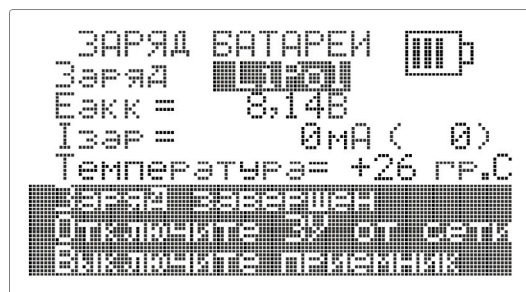 ЗАРЯД БАТАРЕИ
Заряд
Eакк = 8,14В
Iзар = 0мА ( 0)
Температура= +26 гр.С
Заряд завершен
Отключите ЗУ от сети
Выключите приемник